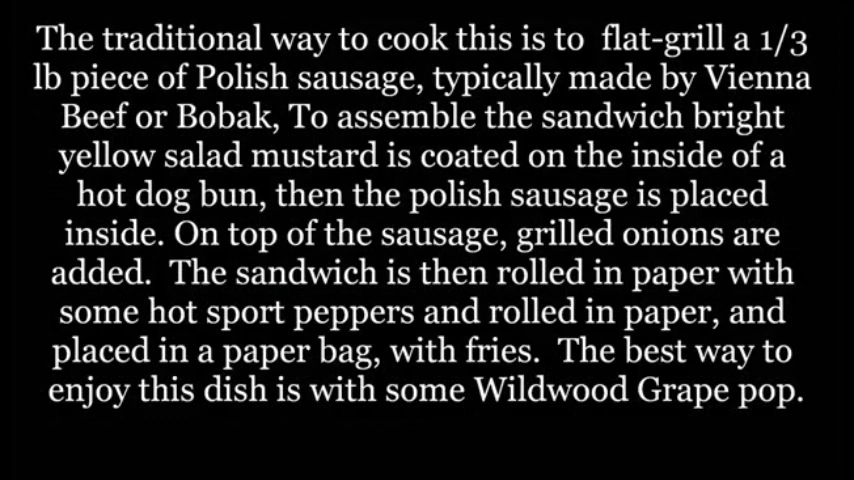 The traditional way to cook this is to  flat-grill a 1/3
lb piece of Polish sausage, typically made by Vienna
Beef or Bobak, To assemble the sandwich bright
yellow salad mustard is coated on the inside of a
hot dog bun, then the polish sausage is placed
inside. On top of the sausage, grilled onions are
added.  The sandwich is then rolled in paper with
some hot sport peppers and rolled in paper, and
placed in a paper bag, with fries.  The best way to
enjoy this dish is with some Wildwood Grape pop.